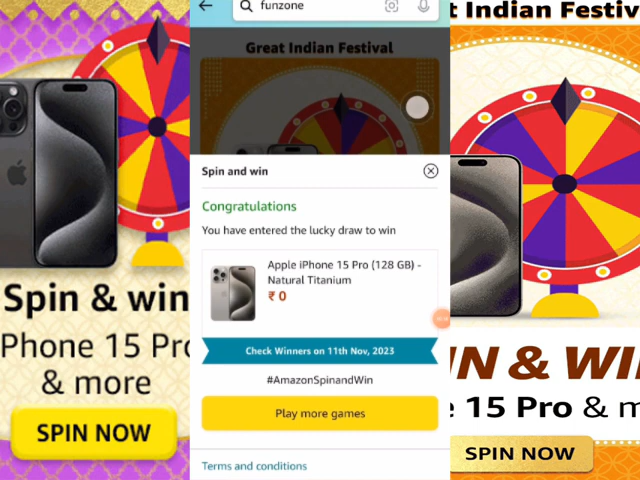 Spin & win
Phone 15 Pro
& more
SPIN NOW
funzone
Great Indian Festival
Spin and win
Congratulations
You have entered the lucky draw to win
Apple iPhone 15 Pro (128 GB) -
Natural Titanium
₹ 0
Check Winners on 11th Nov, 2023
#AmazonSpinandWin
Play more games
Terms and conditions
t Indian Festiv
IN & WI
e 15 Pro & m
SPIN NOW